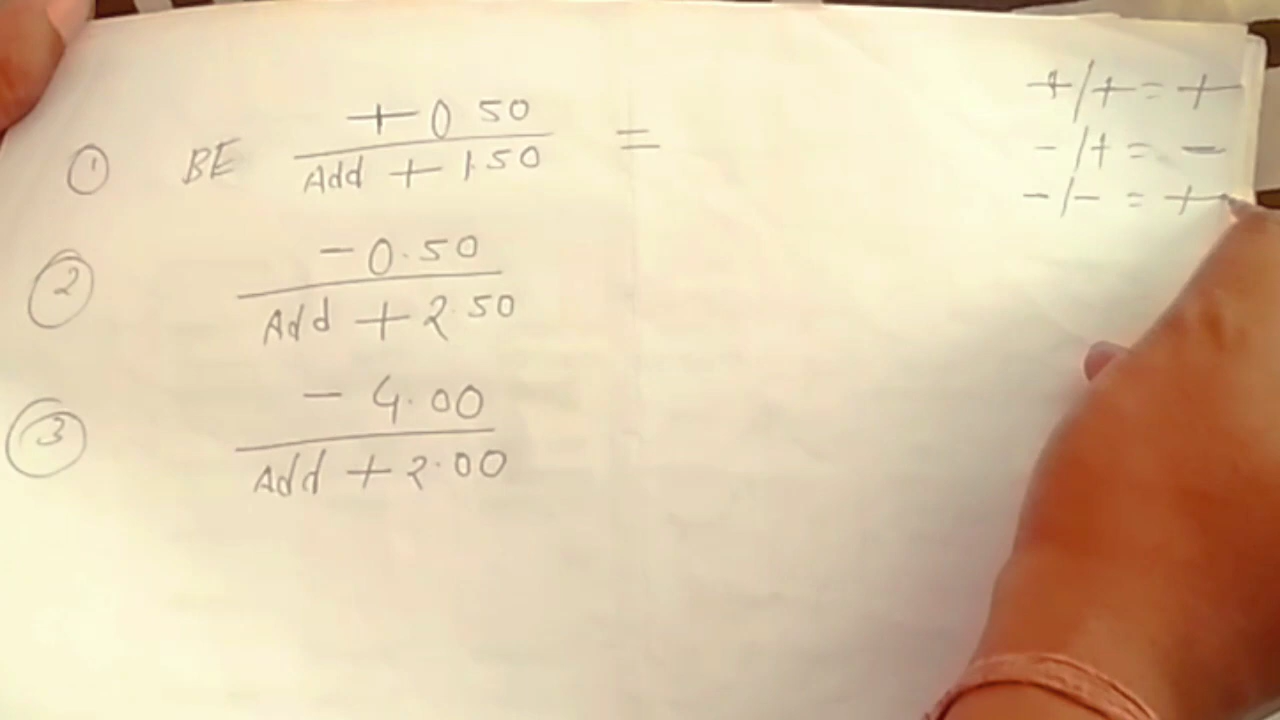 ① BE +0.50 =
Add +1.50
② -0.50
Add +2.50
③ -4.00
Add +2.00
+/+ = +
-/+ = -
-/- = +